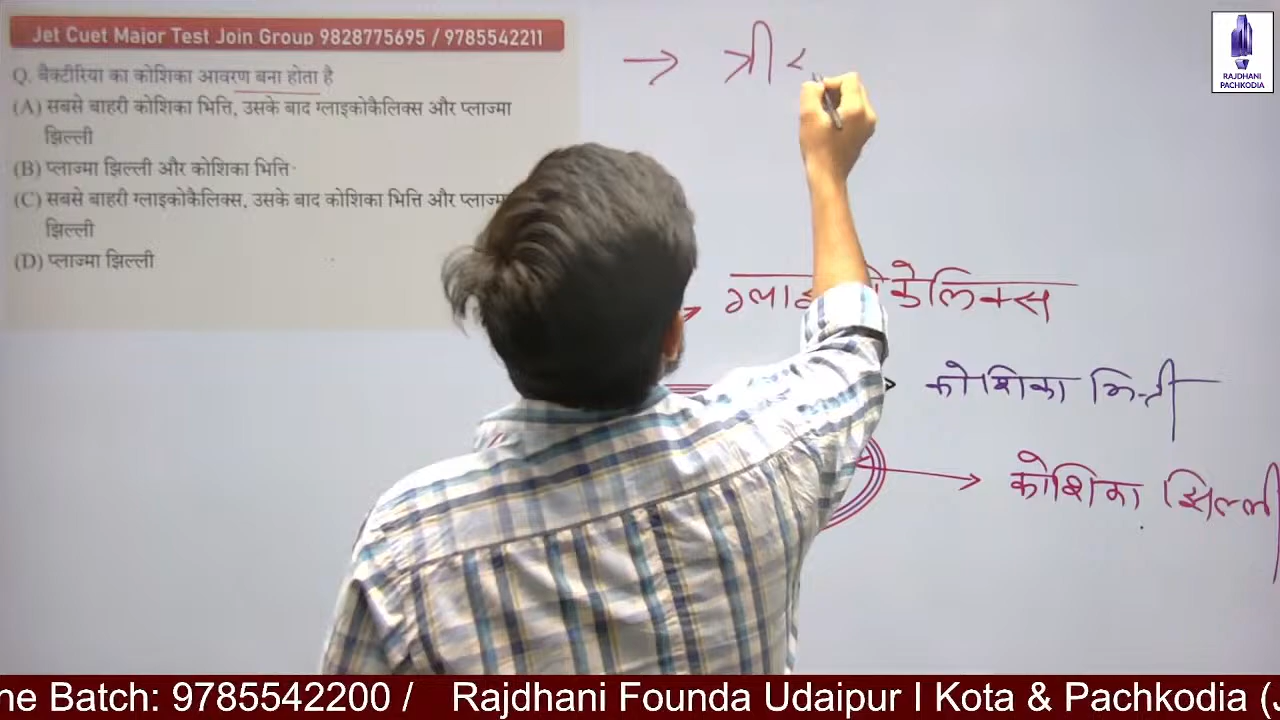 Jet Cuet Major Test Join Group 9828775695 / 9785542211
Q. बैक्टीरिया का कोशिका आवरण बना होता है
(A) सबसे बाहरी कोशिका भित्ति, उसके बाद ग्लाइकोकैलिक्स और प्लाज्मा
झिल्ली
(B) प्लाज्मा झिल्ली और कोशिका भित्ति
(C) सबसे बाहरी ग्लाइकोकैलिक्स, उसके बाद कोशिका भित्ति और
झिल्ली
(D) प्लाज्मा झिल्ली
→ त्री
RAJDHANI
PACHKODIA
कोशिका भित्ती
कोशिका झिल्ली
ne Batch: 9785542200 / Rajdhani Founda Udaipur I Kota & Pachkodia